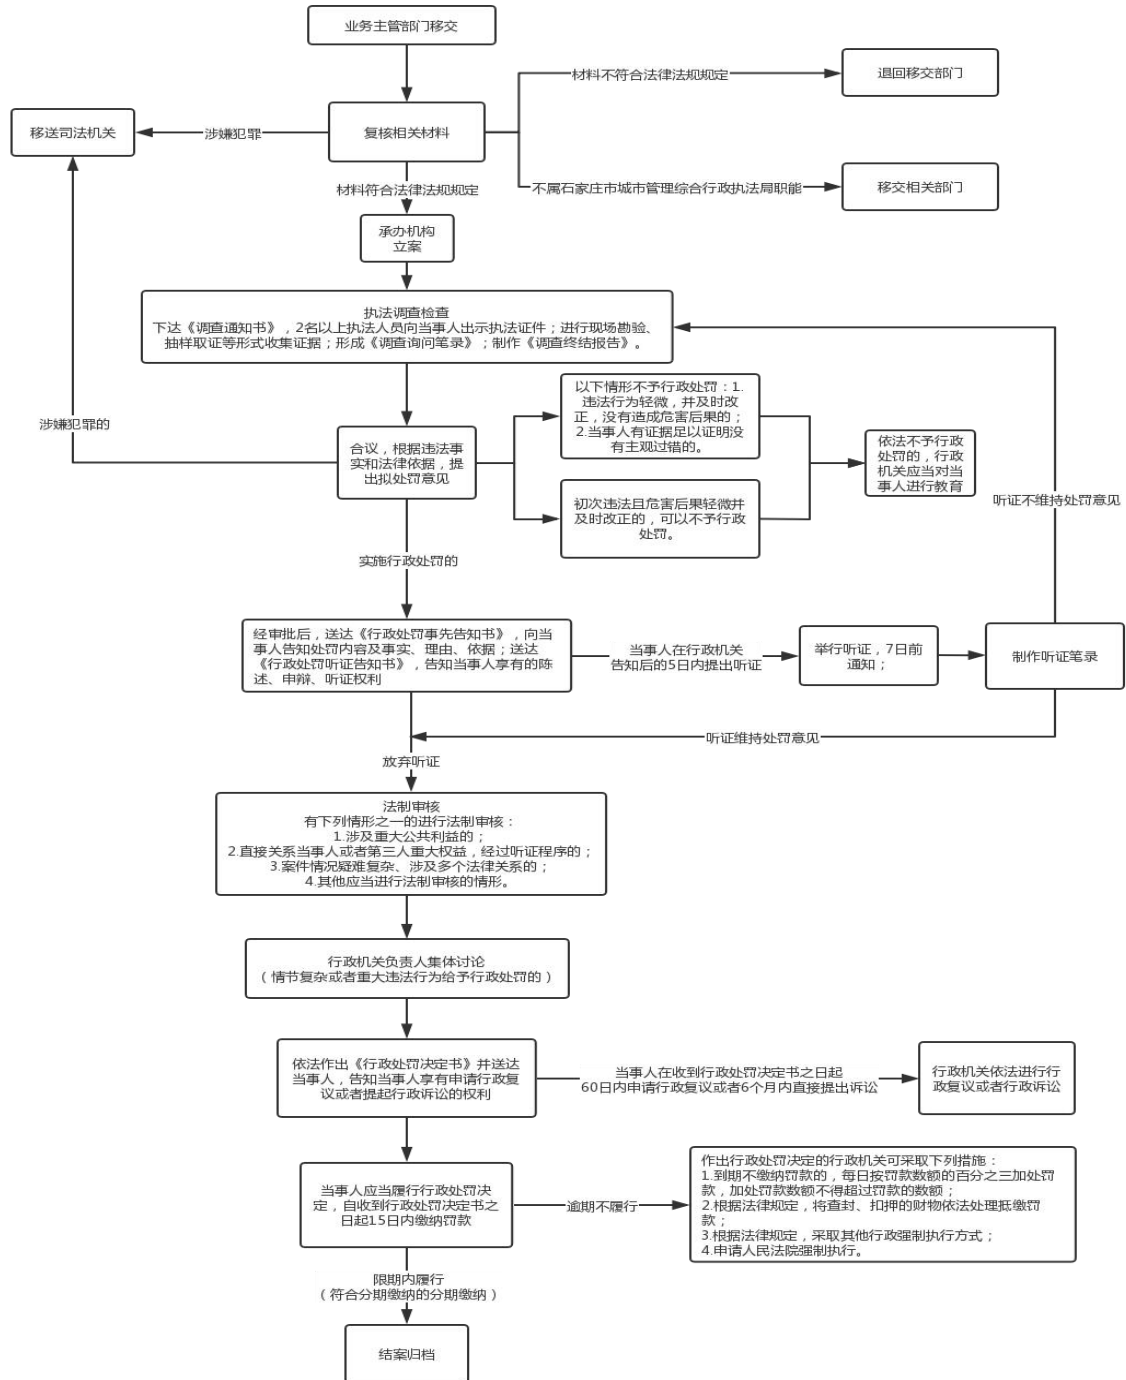 业务主管部门移交
材料不符合法律法规规定
退回移交部门
移送司法机关
涉嫌犯罪
复核相关材料
不属石家庄市城市管理综合行政执法局职能
移交相关部门
材料符合法律法规规定
承办机构
立案
执法调查检查
下达《调查通知书》，2名以上执法人员向当事人出示执法证件；进行现场勘验、
抽样取证等形式收集证据；形成《调查询问笔录》；制作《调查终结报告》。
以下情形不予行政处罚：1.
违法行为轻微，并及时改
正，没有造成危害后果的；
2.当事人有证据足以证明没
有主观过错的。
涉嫌犯罪的
合议，根据违法事
实和法律依据，提
出拟处罚意见
依法不予行政
处罚的，行政
机关应当对当
事人进行教育
初次违法且危害后果轻微并
及时改正的，可以不予行政
处罚。
听证不维持处罚意见
实施行政处罚的
经审批后，送达《行政处罚事先告知书》，向当
事人告知处罚内容及事实、理由、依据；送达
《行政处罚听证告知书》，告知当事人享有的陈
述、申辩、听证权利
当事人在行政机关
告知后的5日内提出听证
举行听证，7日前
通知；
制作听证笔录
听证维持处罚意见
放弃听证
法制审核
有下列情形之一的进行法制审核：
1.涉及重大公共利益的；
2.直接关系当事人或者第三人重大权益，经过听证程序的；
3.案件情况疑难复杂、涉及多个法律关系的；
4.其他应当进行法制审核的情形。
行政机关负责人集体讨论
（情节复杂或者重大违法行为给予行政处罚的）
依法作出《行政处罚决定书》并送达
当事人，告知当事人享有申请行政复
议或者提起行政诉讼的权利
当事人在收到行政处罚决定书之日起
60日内申请行政复议或者6个月内直接提出诉讼
行政机关依法进行行
政复议或者行政诉讼
当事人应当履行行政处罚决
定，自收到行政处罚决定书之
日起15日内缴纳罚款
逾期不履行
作出行政处罚决定的行政机关可采取下列措施：
1.到期不缴纳罚款的，每日按罚款数额的百分之三加处罚
款，加处罚款数额不得超过罚款的数额；
2.根据法律规定，将查封、扣押的财物依法处理抵缴罚
款；
3.根据法律规定，采取其他行政强制执行方式；
4.申请人民法院强制执行。
限期内履行
（符合分期缴纳的分期缴纳）
结案归档